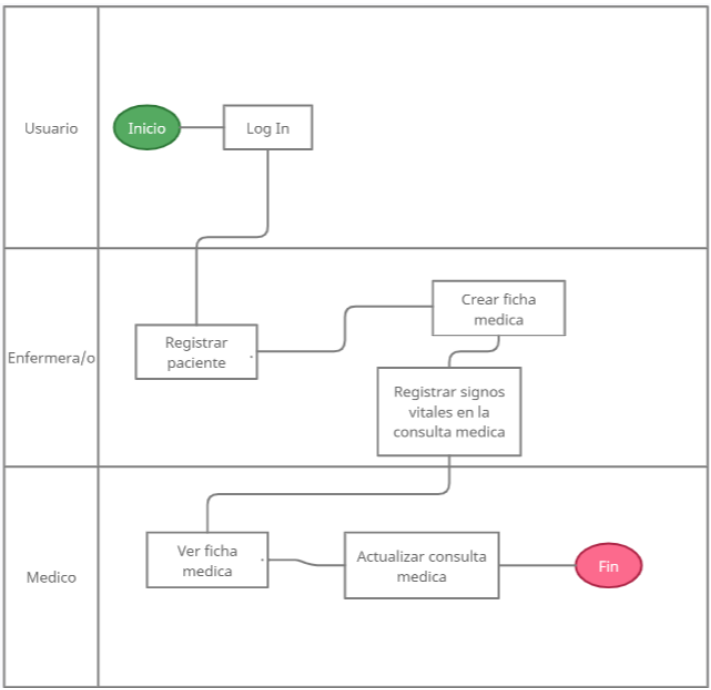 Usuario
Inicio
Log In
Enfermera/o
Registrar
paciente
Crear ficha
medica
Registrar signos
vitales en la
consulta medica
Medico
Ver ficha
medica
Actualizar consulta
medica
Fin